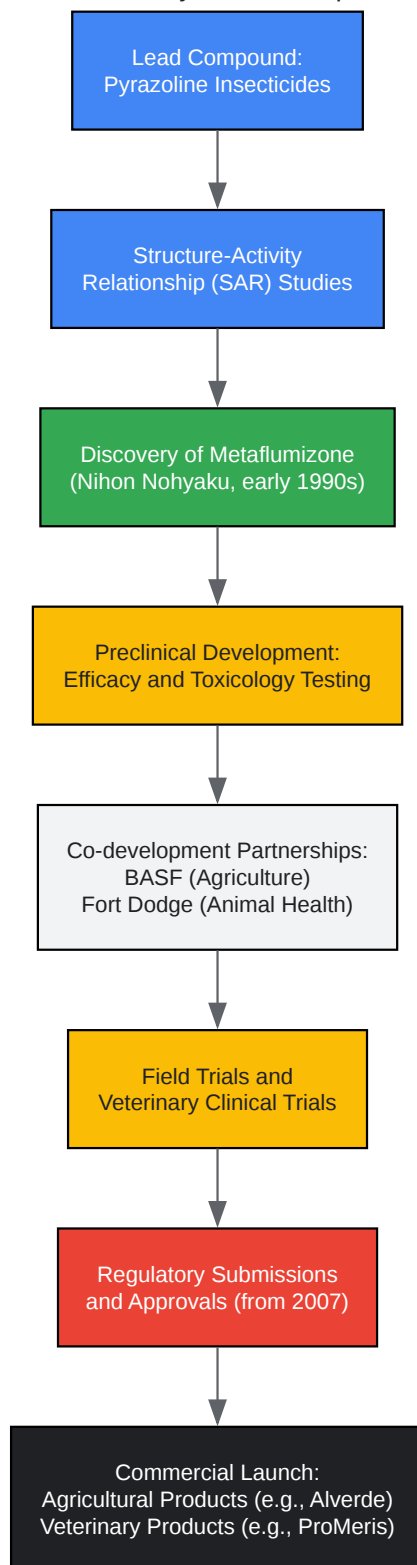 Lead Compound:
Pyrazoline Insecticides
Structure-Activity
Relationship (SAR) Studies
Discovery of Metaflumizone
(Nihon Nohyaku, early 1990s)
Preclinical Development:
Efficacy and Toxicology Testing
Co-development Partnerships:
BASF (Agriculture)
Fort Dodge (Animal Health)
Field Trials and
Veterinary Clinical Trials
Regulatory Submissions
and Approvals (from 2007)
Commercial Launch:
Agricultural Products (e.g., Alverde)
Veterinary Products (e.g., ProMeris)